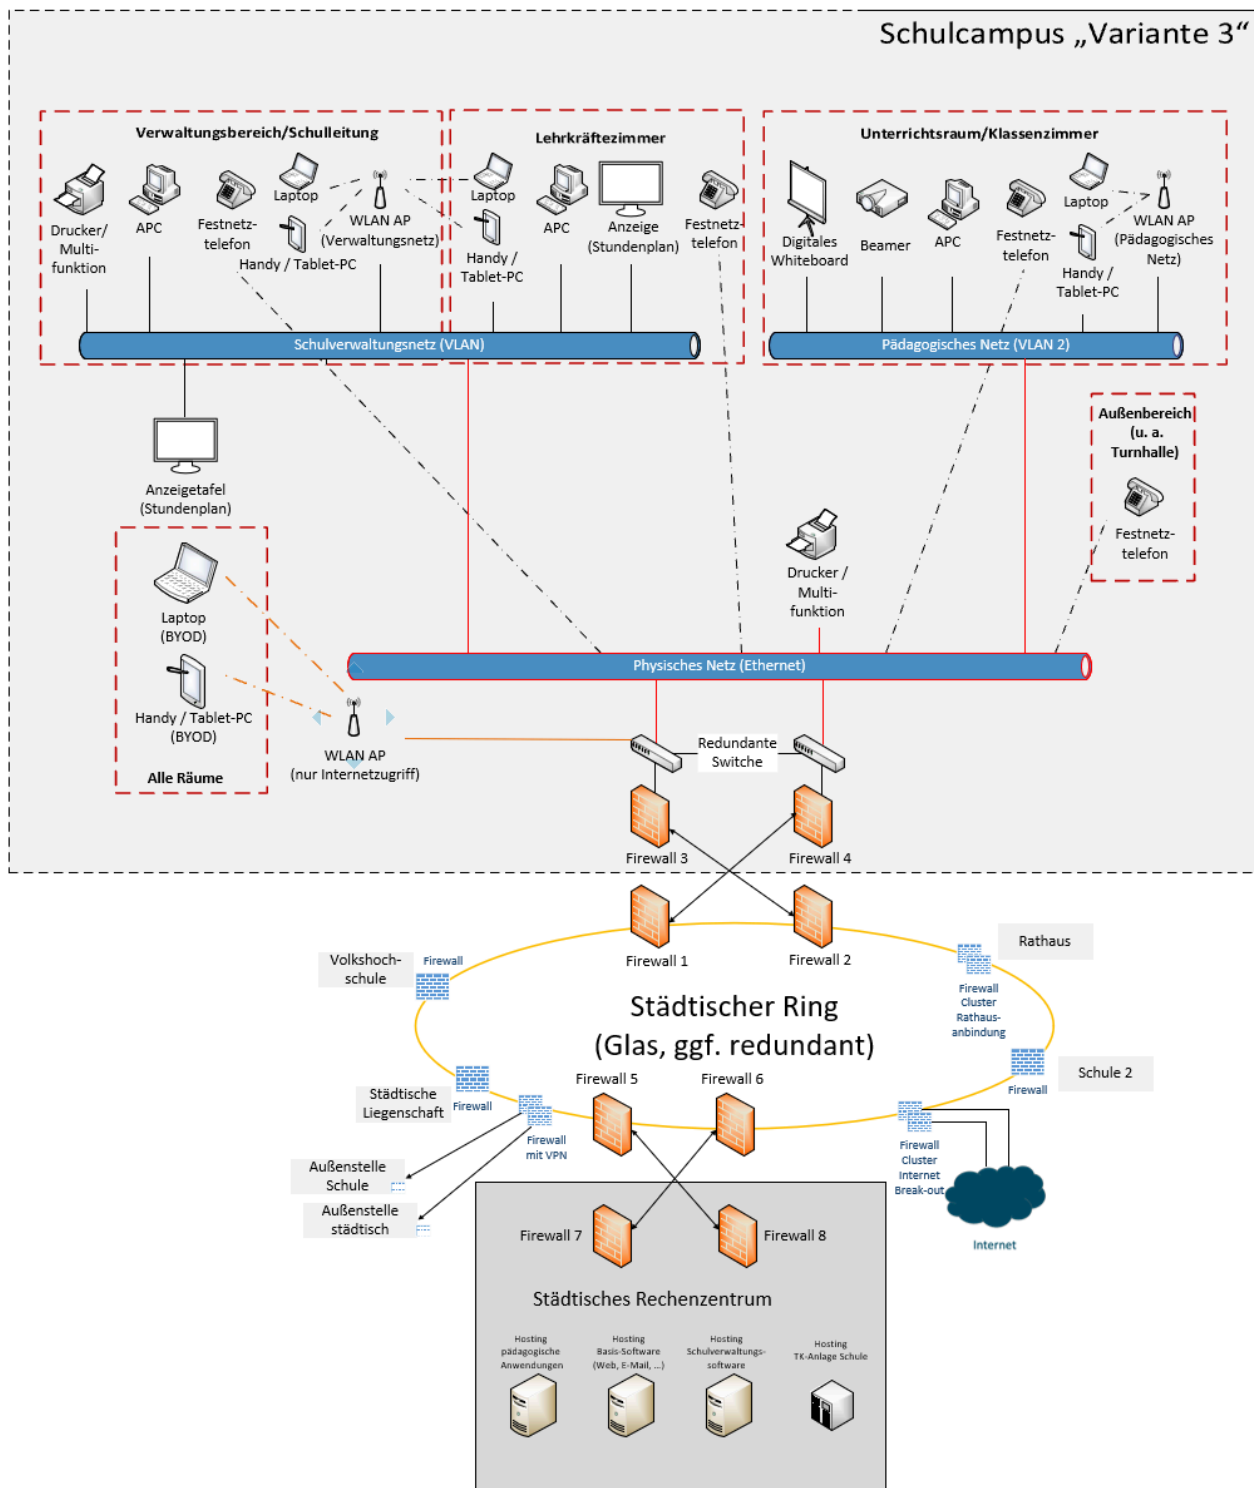 Schulcampus „Variante 3“
Verwaltungsbereich/Schulleitung
Drucker/
Multi-
funktion
APC
Festnetz-
telefon
Laptop
Handy / Tablet-PC
WLAN AP
(Verwaltungsnetz)
Lehrkräftezimmer
Laptop
Handy /
Tablet-PC
APC
Anzeige
(Stundenplan)
Festnetz-
telefon
Unterrichtsraum/Klassenzimmer
Digitales
Whiteboard
Beamer
APC
Festnetz-
telefon
Laptop
Handy /
Tablet-PC
WLAN AP
(Pädagogisches
Netz)
Schulverwaltungsnetz (VLAN)
Pädagogisches Netz (VLAN 2)
Anzeigetafel
(Stundenplan)
Außenbereich
(u. a.
Turnhalle)
Festnetz-
telefon
Drucker /
Multi-
funktion
Laptop
(BYOD)
Handy / Tablet-PC
(BYOD)
Alle Räume
Physisches Netz (Ethernet)
WLAN AP
(nur Internetzugriff)
Redundante
Switche
Firewall 3
Firewall 4
Firewall 1
Firewall 2
Volkshoch-
schule
Firewall
Rathaus
Firewall
Cluster
Rathaus-
anbindung
Städtischer Ring
(Glas, ggf. redundant)
Städtische
Liegenschaft
Firewall
Schule 2
Firewall
Firewall 5
Firewall 6
Firewall
mit VPN
Firewall
Cluster
Internet
Break-out
Außenstelle
Schule
Außenstelle
städtisch
Internet
Firewall 7
Firewall 8
Städtisches Rechenzentrum
Hosting
pädagogische
Anwendungen
Hosting
Basis-Software
(Web, E-Mail, ...)
Hosting
Schulverwaltungs-
software
Hosting
TK-Anlage Schule